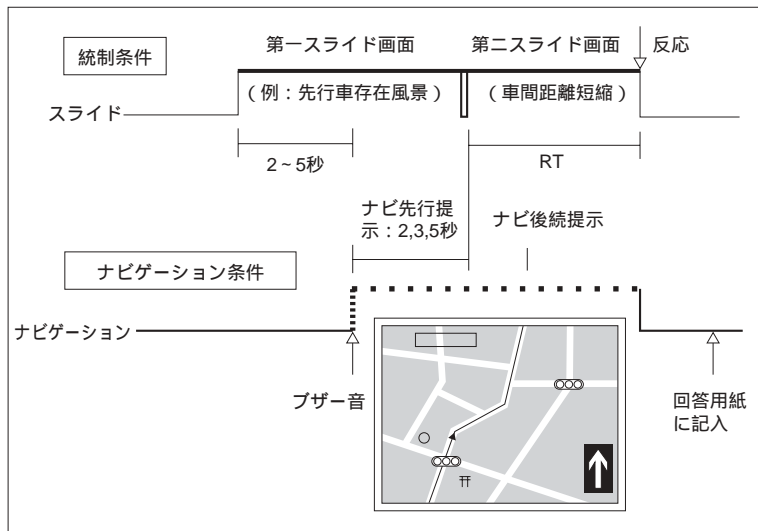 統制条件
第一スライド画面
第二スライド画面
反応
スライド
(例:先行車存在風景)
(車間距離短縮)
2~5秒
RT
ナビ先行提
示:2,3,5秒
ナビ後続提示
ナビゲーション条件
ナビゲーション
ブザー音
回答用紙
に記入